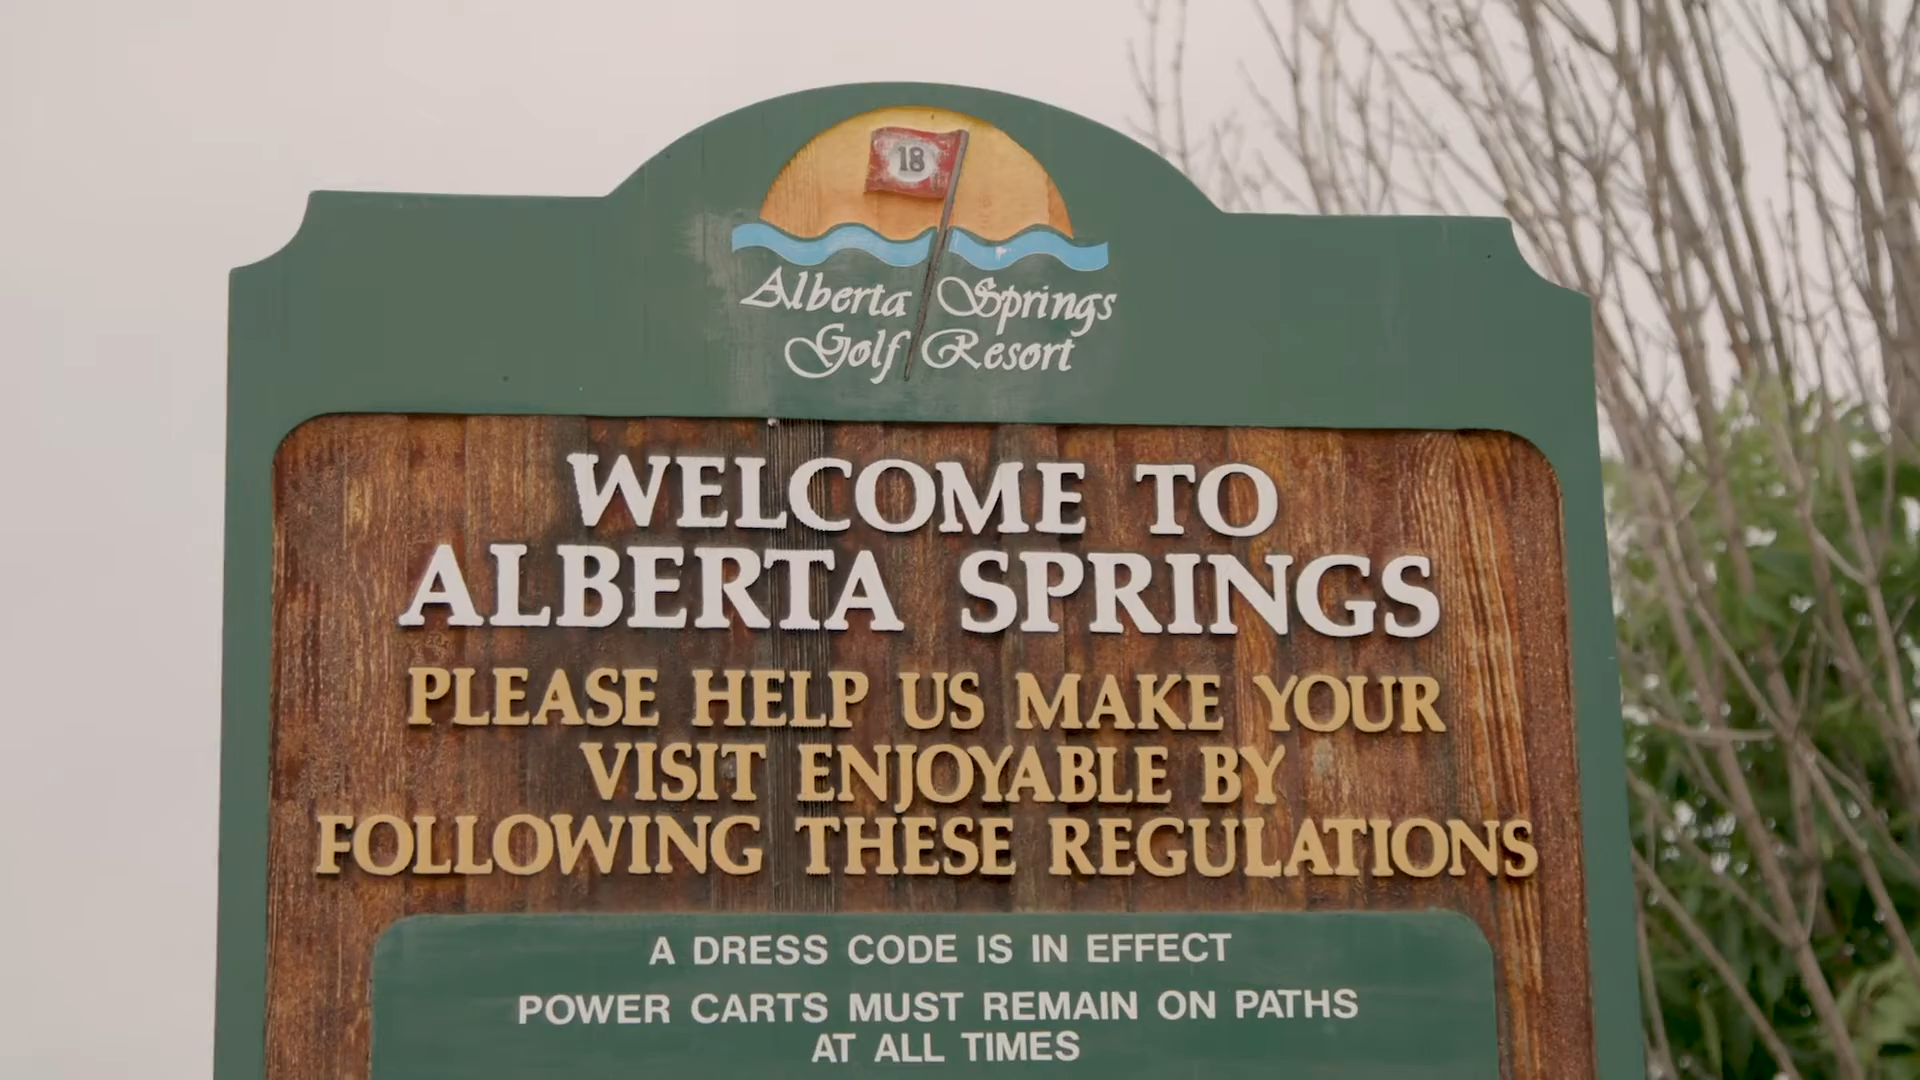 18
Alberta Springs
Golf Resort
WELCOME TO
ALBERTA SPRINGS
PLEASE HELP US MAKE YOUR
VISIT ENJOYABLE BY
FOLLOWING THESE REGULATIONS
A DRESS CODE IS IN EFFECT
POWER CARTS MUST REMAIN ON PATHS
AT ALL TIMES